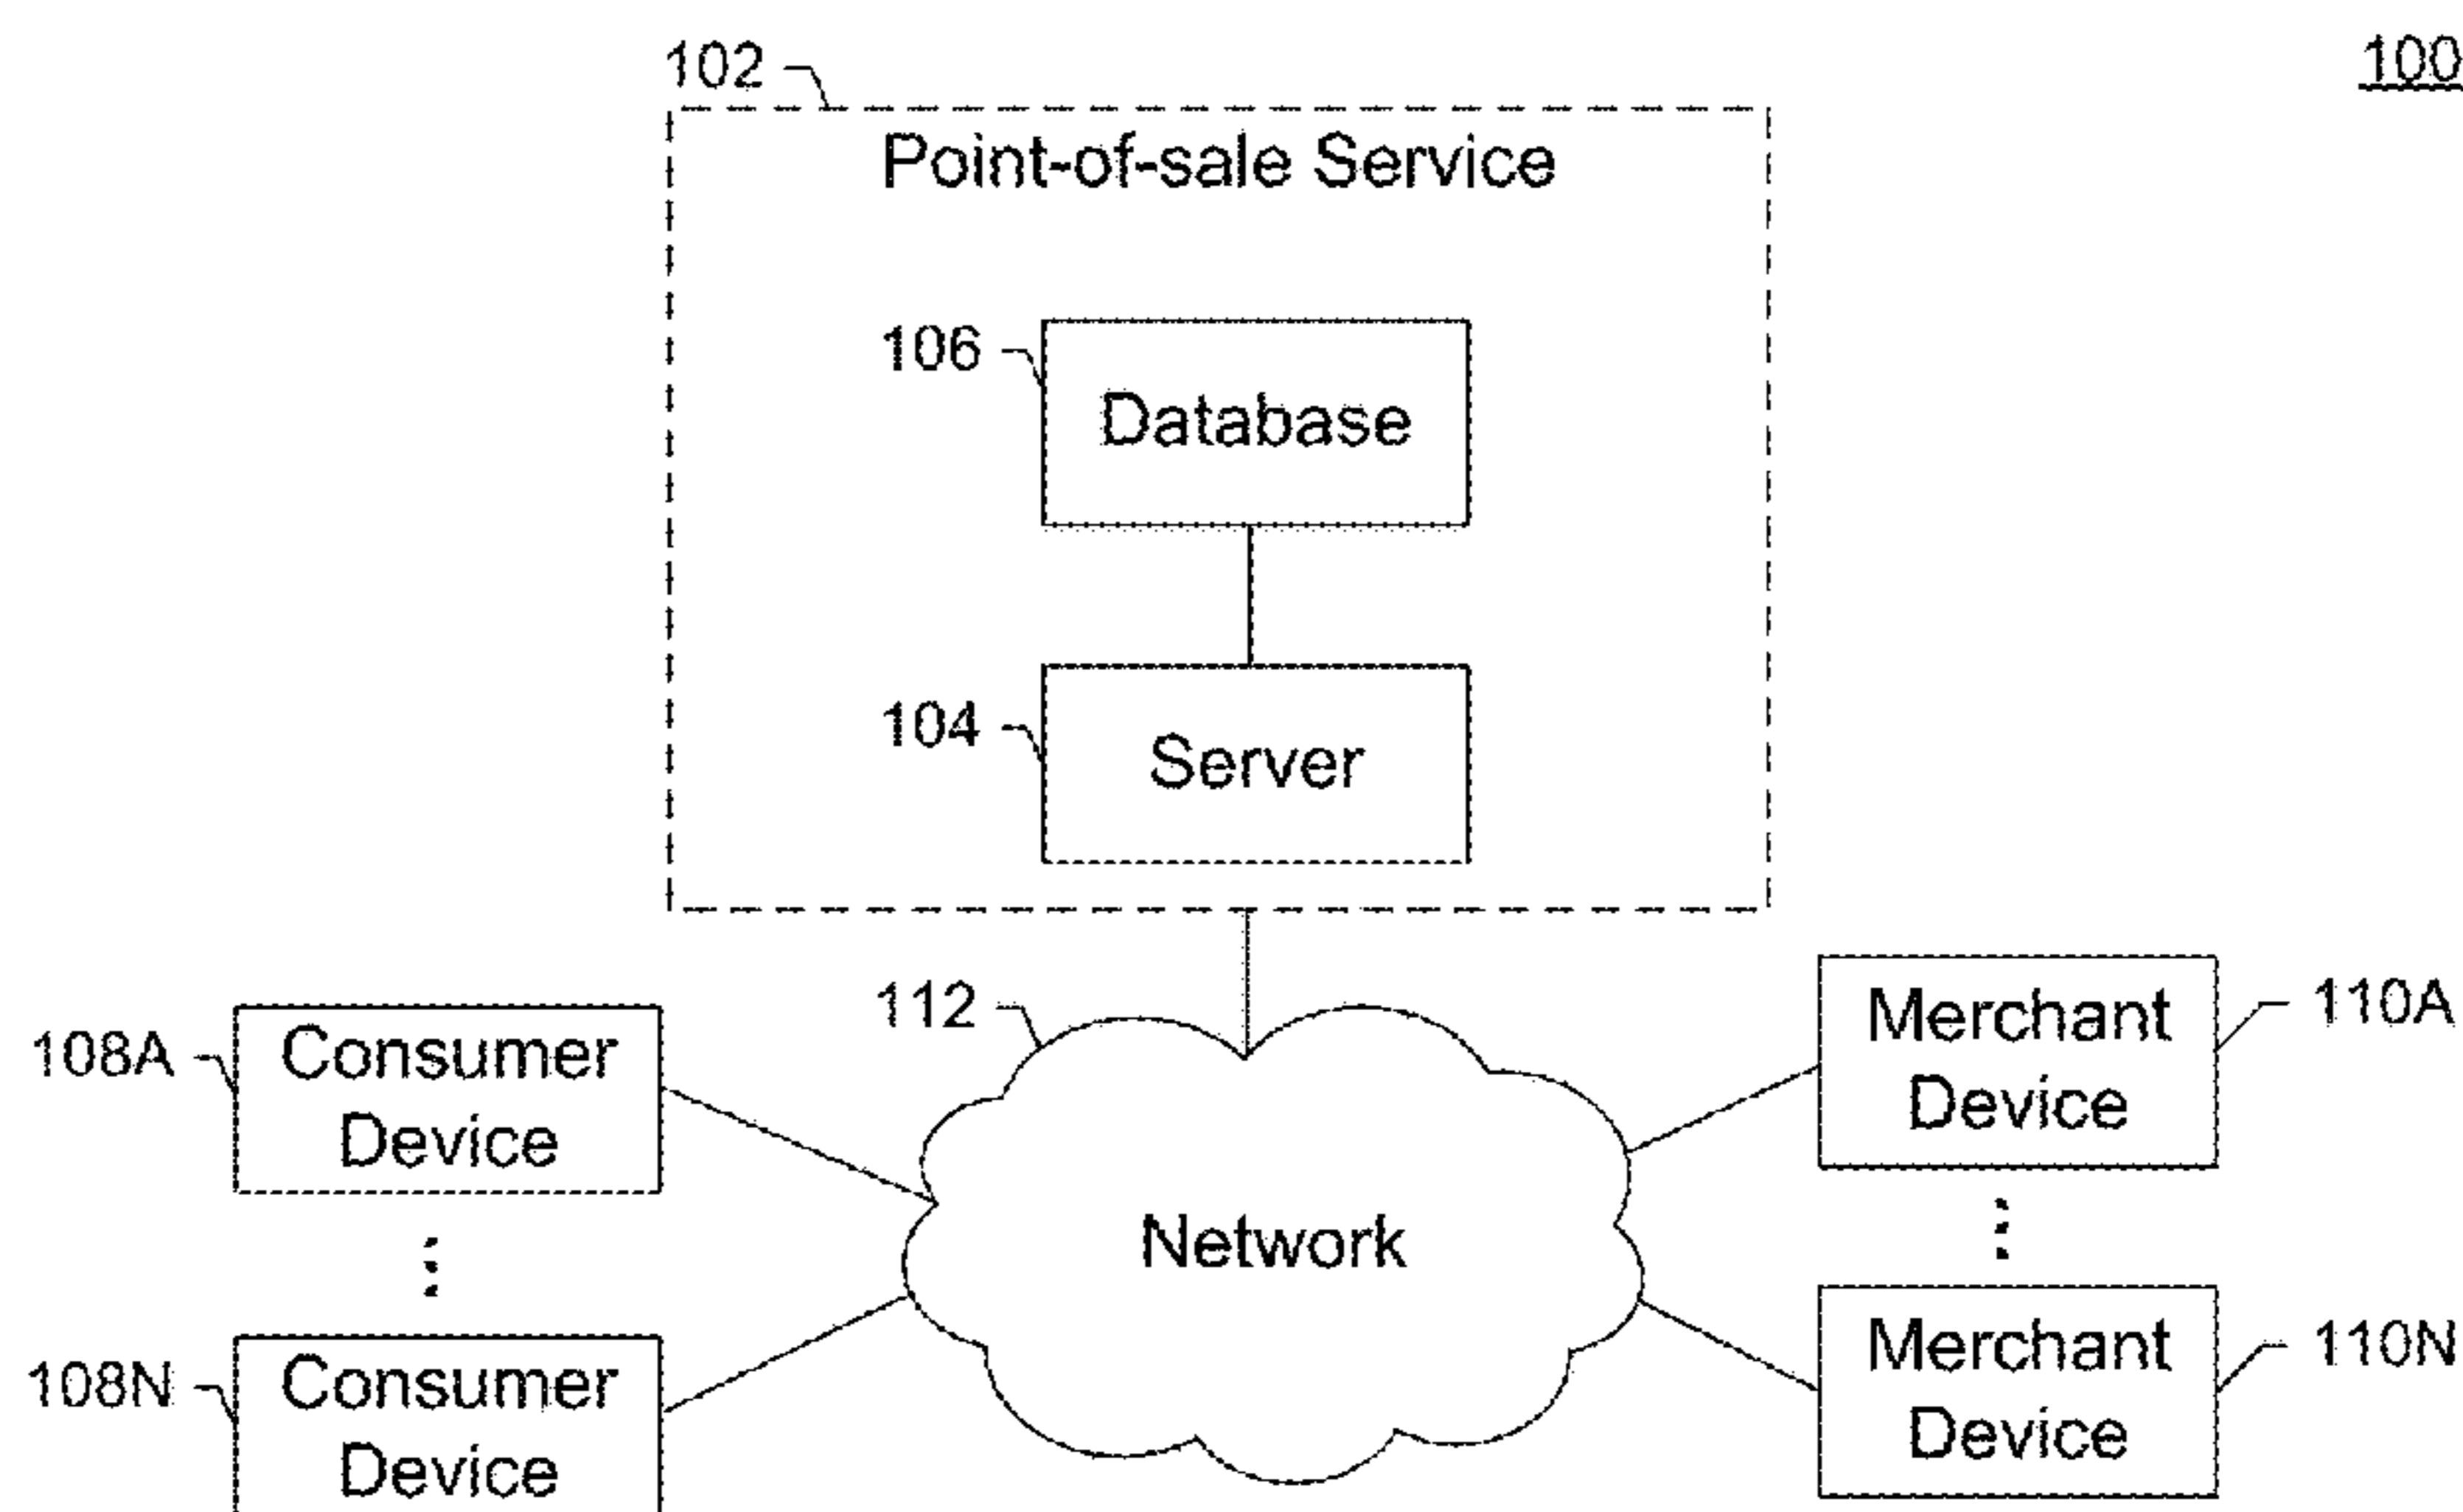 100
102
Point-of-sale Service
106
Database
104
Server
112
108A
Consumer
Device
108N
Consumer
Device
Network
Merchant
Device
110A
Merchant
Device
110N